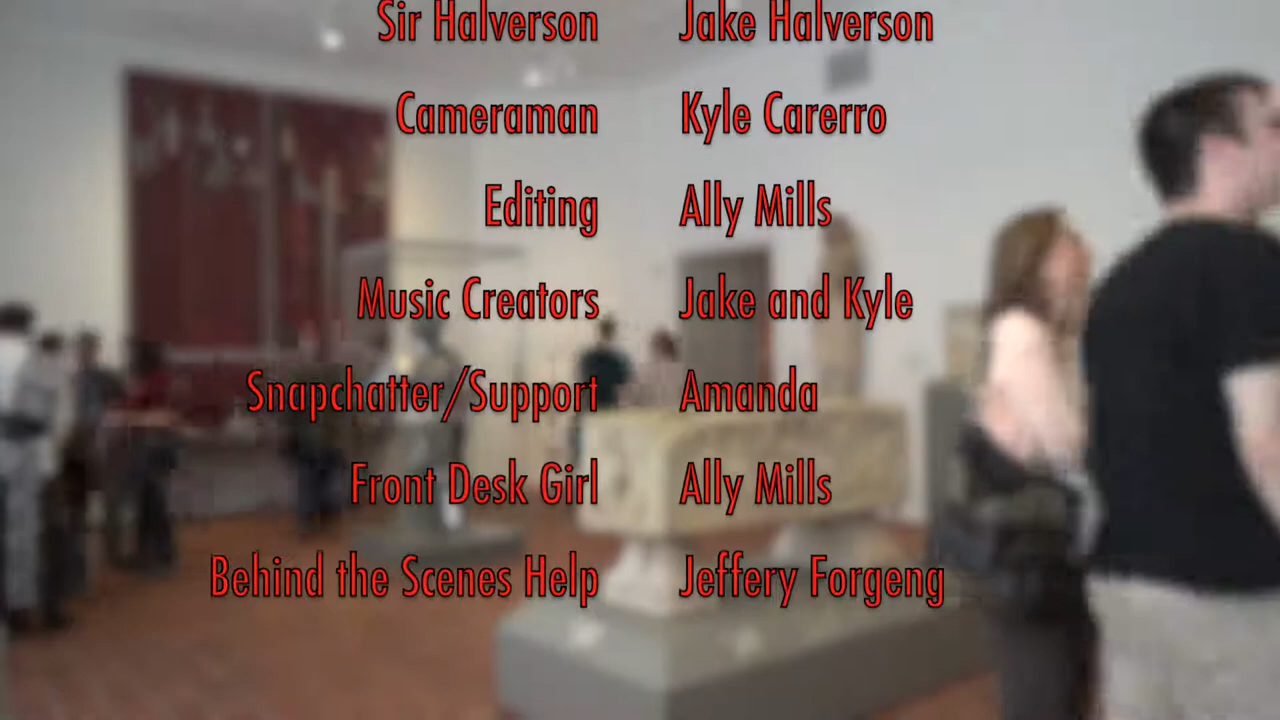 Sir Halverson Jake Halverson
Cameraman Kyle Carerro
Editing Ally Mills
Music Creators Jake and Kyle
Snapchatter/Support Amanda
Front Desk Girl Ally Mills
Behind the Scenes Help Jeffery Forgeng